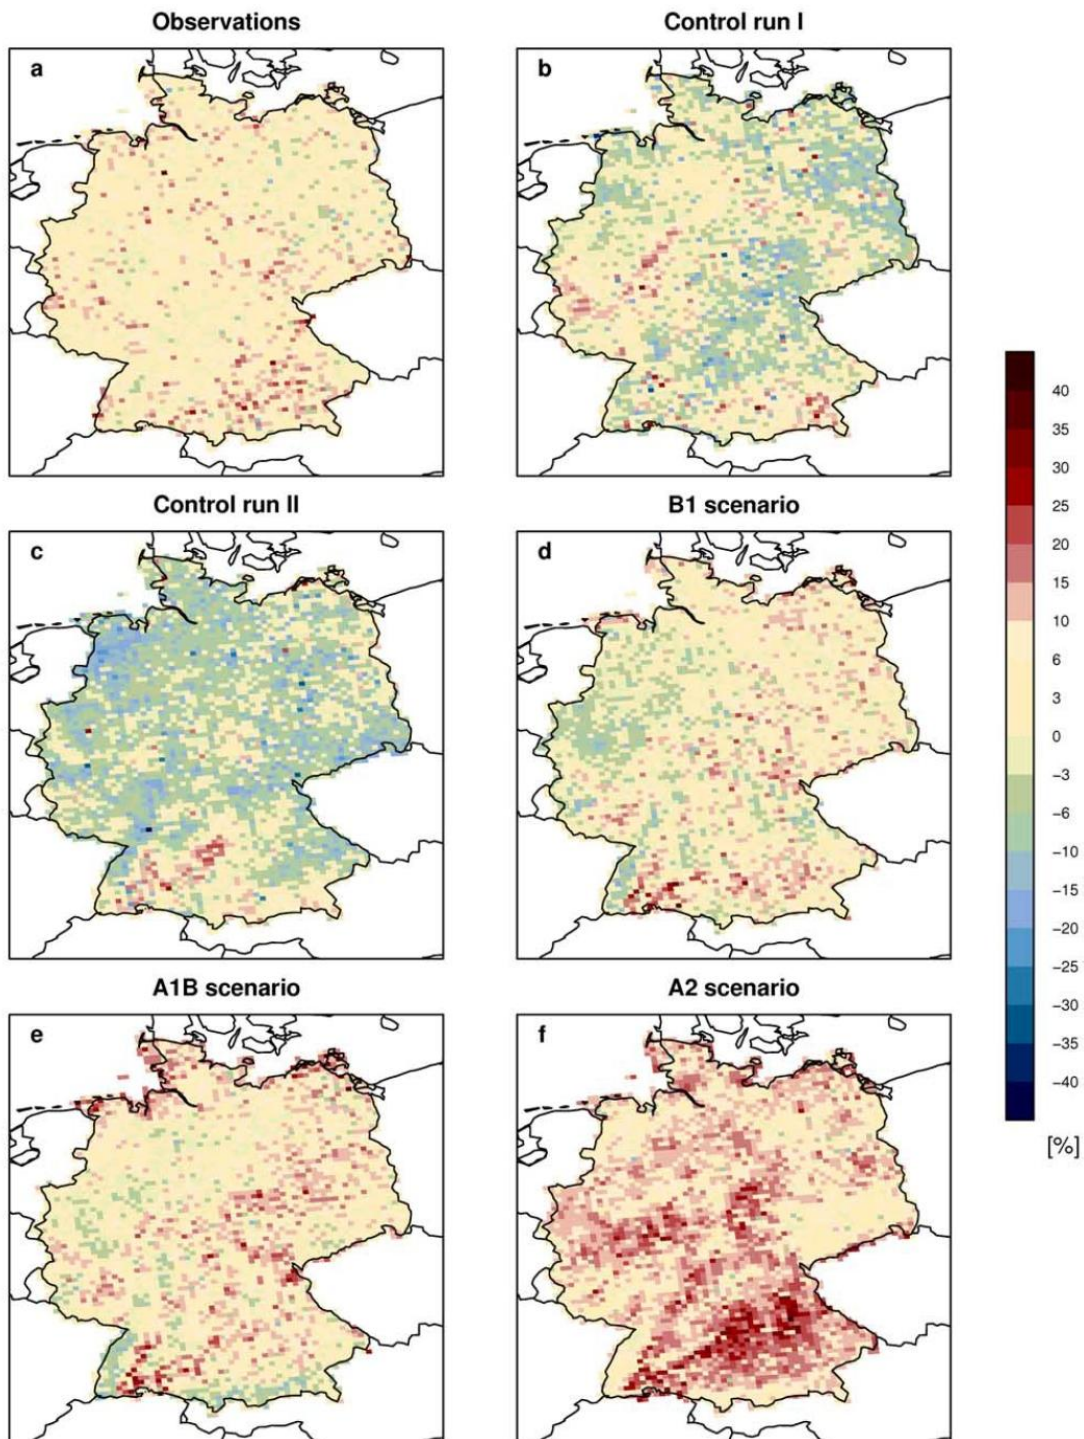 Observations
Control run I
a
b
Control run II
B1 scenario
c
d
A1B scenario
A2 scenario
e
f
40
35
30
25
20
15
10
6
3
0
−3
−6
−10
−15
−20
−25
−30
−35
−40
[%]